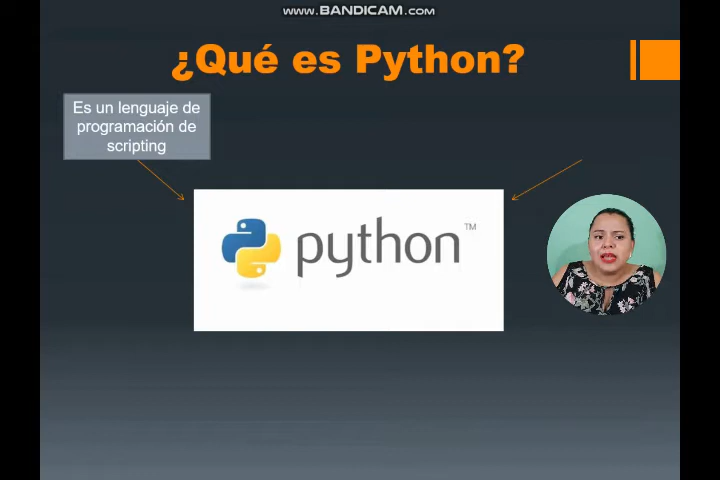 www.BANDICAM.com
¿Qué es Python?
Es un lenguaje de
programación de
scripting
python™